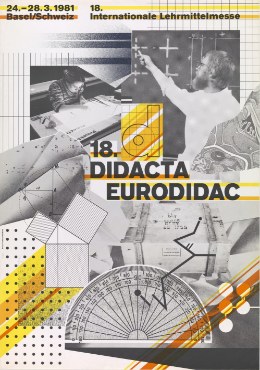 24.–28.3.1981
Basel/Schweiz
18.
Internationale Lehrmittelmesse
18.
DIDACTA
EURODIDAC